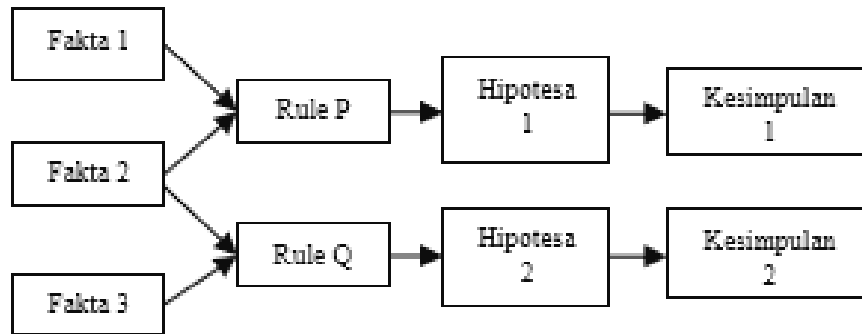 Fakta 1
Rule P
Hipotesa
1
Kesimpulan
1
Fakta 2
Rule Q
Hipotesa
2
Kesimpulan
2
Fakta 3